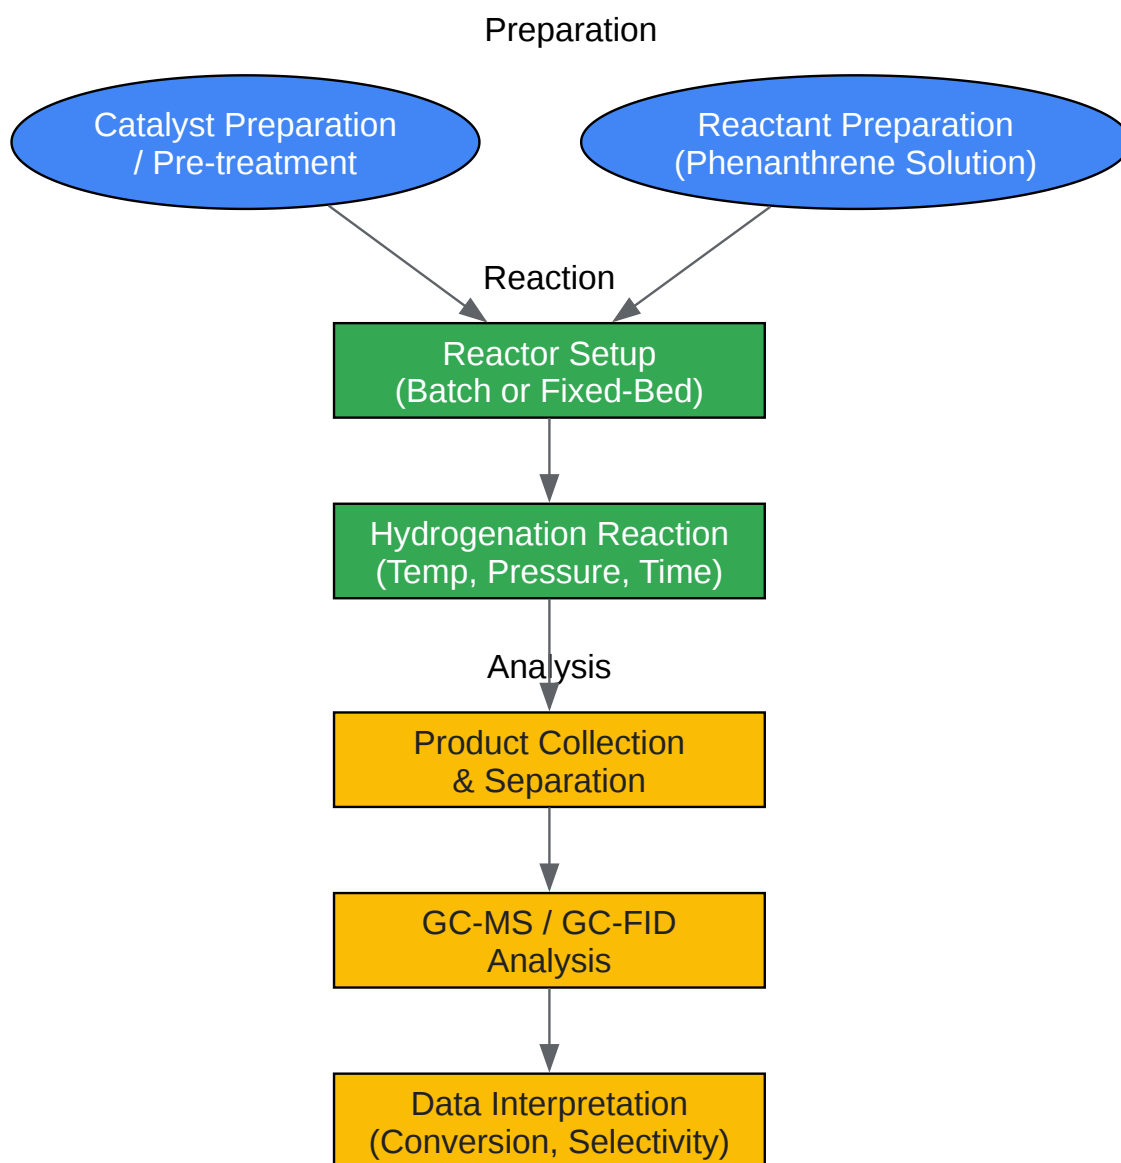 Preparation
Catalyst Preparation
/ Pre-treatment
Reactant Preparation
(Phenanthrene Solution)
Reaction
Reactor Setup
(Batch or Fixed-Bed)
Hydrogenation Reaction
(Temp, Pressure, Time)
Analysis
Product Collection
& Separation
GC-MS / GC-FID
Analysis
Data Interpretation
(Conversion, Selectivity)